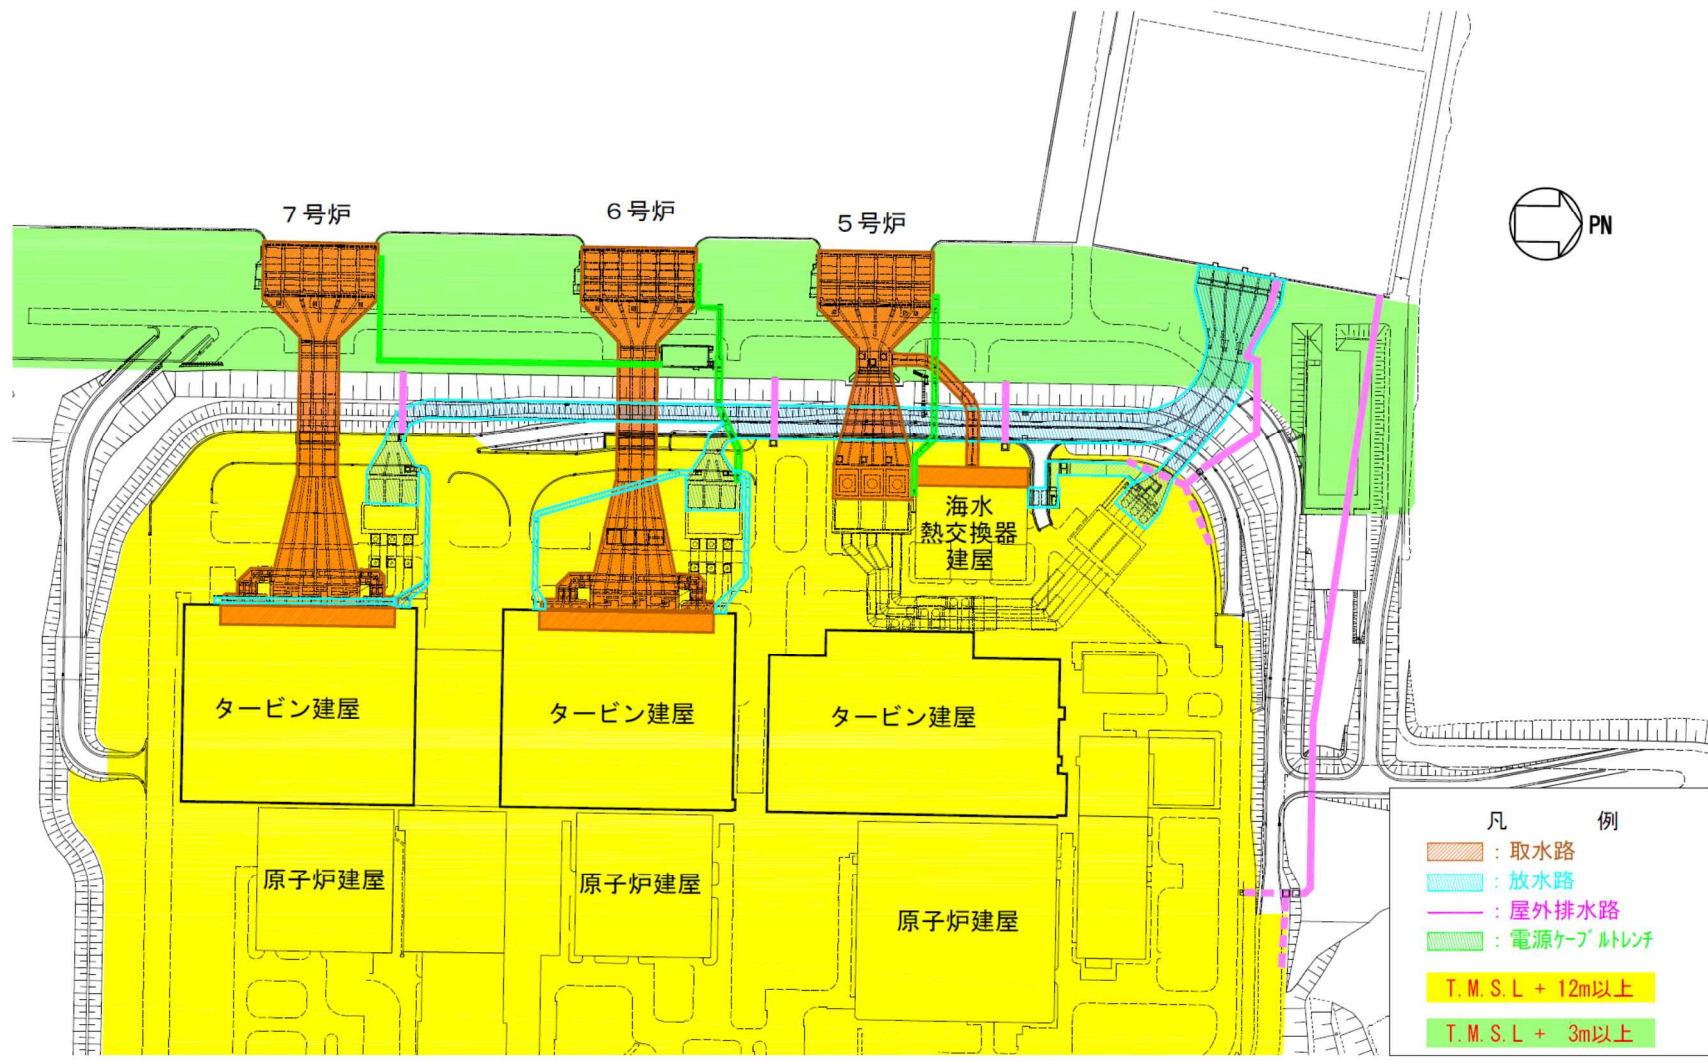 7号炉
6号炉
5号炉
PN
海水
熱交換器
建屋
タービン建屋
タービン建屋
タービン建屋
原子炉建屋
原子炉建屋
原子炉建屋
凡 例
：取水路
：放水路
：屋外排水路
：電源ｹｰﾌﾞﾙﾄﾚﾝﾁ
T.M.S.L + 12m以上
T.M.S.L + 3m以上